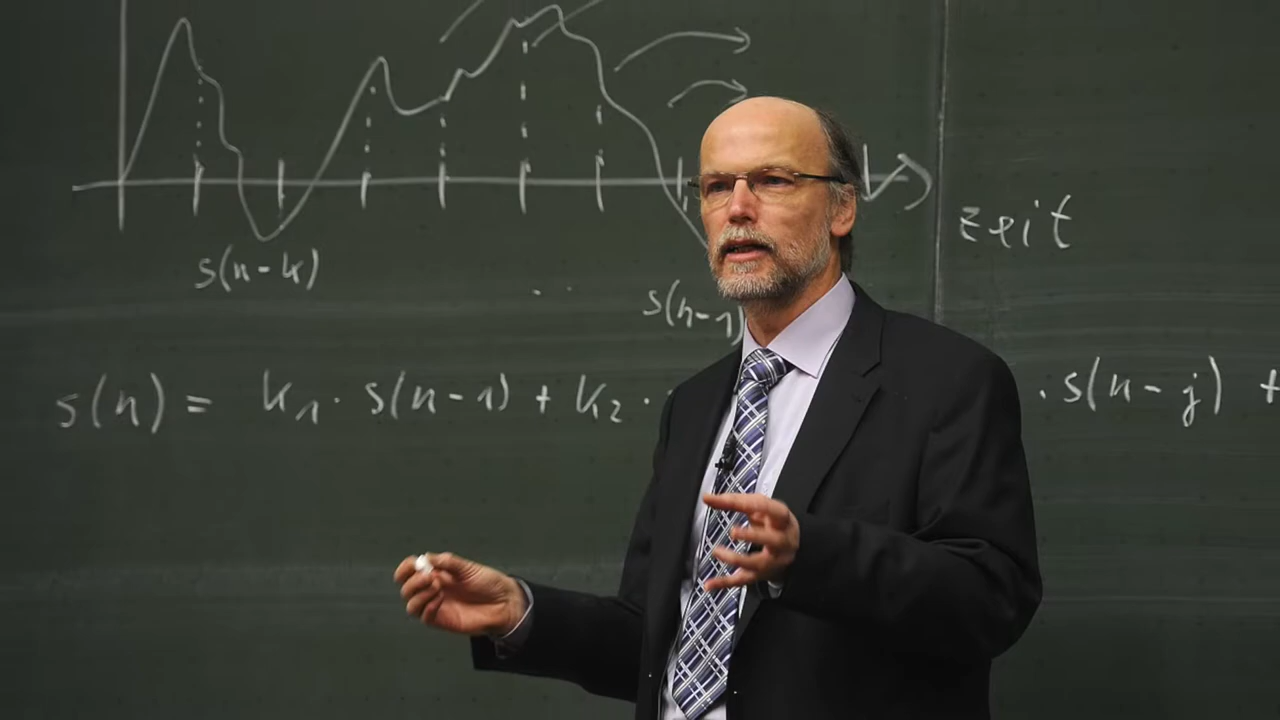 Zeit
s(n-k)
s(n-1)
s(n) = k₁· s(n-1) + k₂· ·s(n-j) +